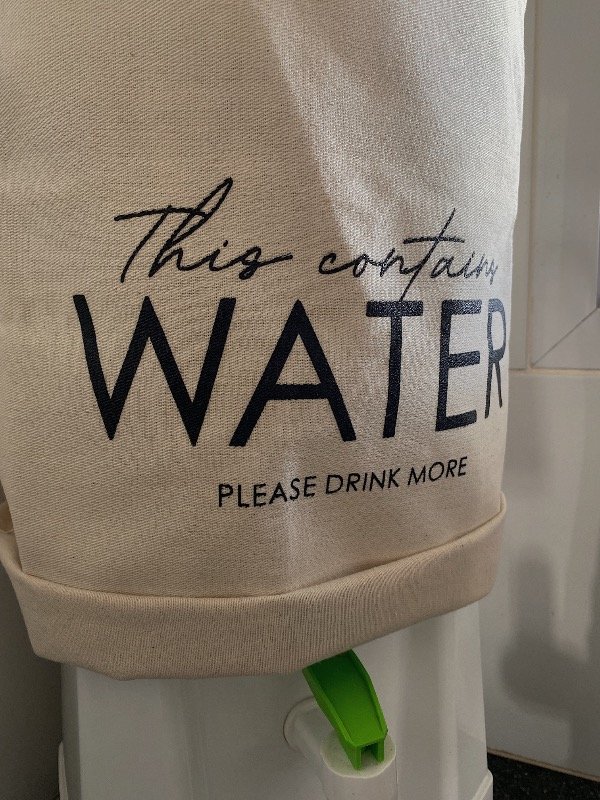 This contains
WATER
PLEASE DRINK MORE